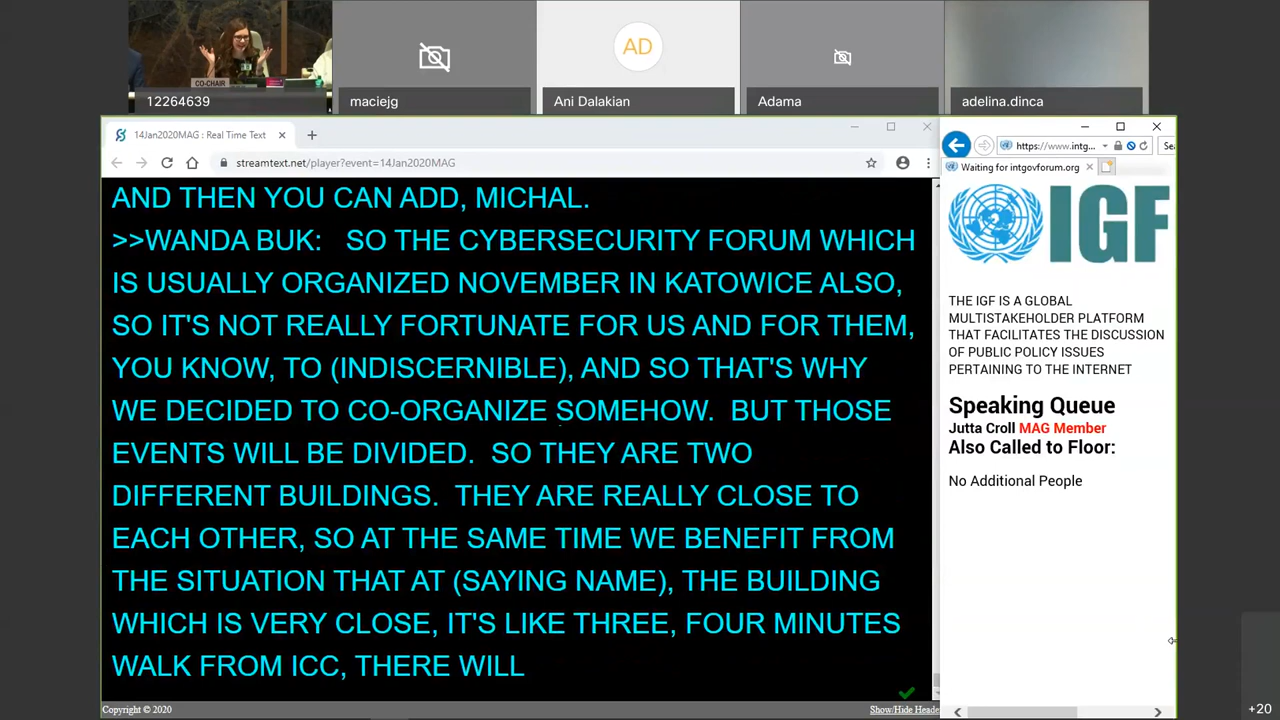 CO-CHAIR
AD
12264639
maciejg
Ani Dalakian
Adama
adelina.dinca
14Jan2020MAG : Real Time Text
streamtext.net/player?event=14Jan2020MAG
AND THEN YOU CAN ADD, MICHAL.
>>WANDA BUK:   SO THE CYBERSECURITY FORUM WHICH
IS USUALLY ORGANIZED NOVEMBER IN KATOWICE ALSO,
SO IT'S NOT REALLY FORTUNATE FOR US AND FOR THEM,
YOU KNOW, TO (INDISCERNIBLE), AND SO THAT'S WHY
WE DECIDED TO CO-ORGANIZE SOMEHOW.  BUT THOSE
EVENTS WILL BE DIVIDED.  SO THEY ARE TWO
DIFFERENT BUILDINGS.  THEY ARE REALLY CLOSE TO
EACH OTHER, SO AT THE SAME TIME WE BENEFIT FROM
THE SITUATION THAT AT (SAYING NAME), THE BUILDING
WHICH IS VERY CLOSE, IT'S LIKE THREE, FOUR MINUTES
WALK FROM ICC, THERE WILL
Copyright © 2020
Show/Hide Heade
https://www.intg...
Sea
Waiting for intgovforum.org
IGF
THE IGF IS A GLOBAL
MULTISTAKEHOLDER PLATFORM
THAT FACILITATES THE DISCUSSION
OF PUBLIC POLICY ISSUES
PERTAINING TO THE INTERNET
Speaking Queue
Jutta Croll MAG Member
Also Called to Floor:
No Additional People
+20